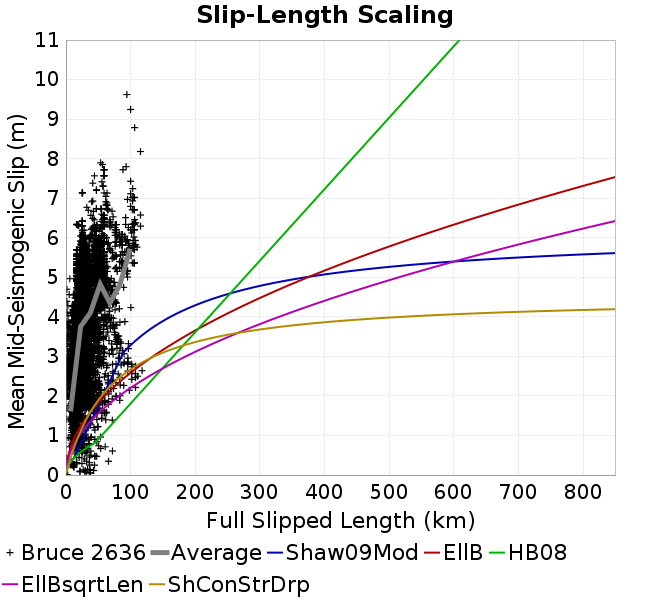 Slip-Length Scaling
Mean Mid-Seismogenic Slip (m)
11
10
9
8
7
6
5
4
3
2
1
0
0 100 200 300 400 500 600 700 800
Full Slipped Length (km)
Bruce 2636 Average Shaw09Mod EllB HB08
EllBsqrtLen ShConStrDrp